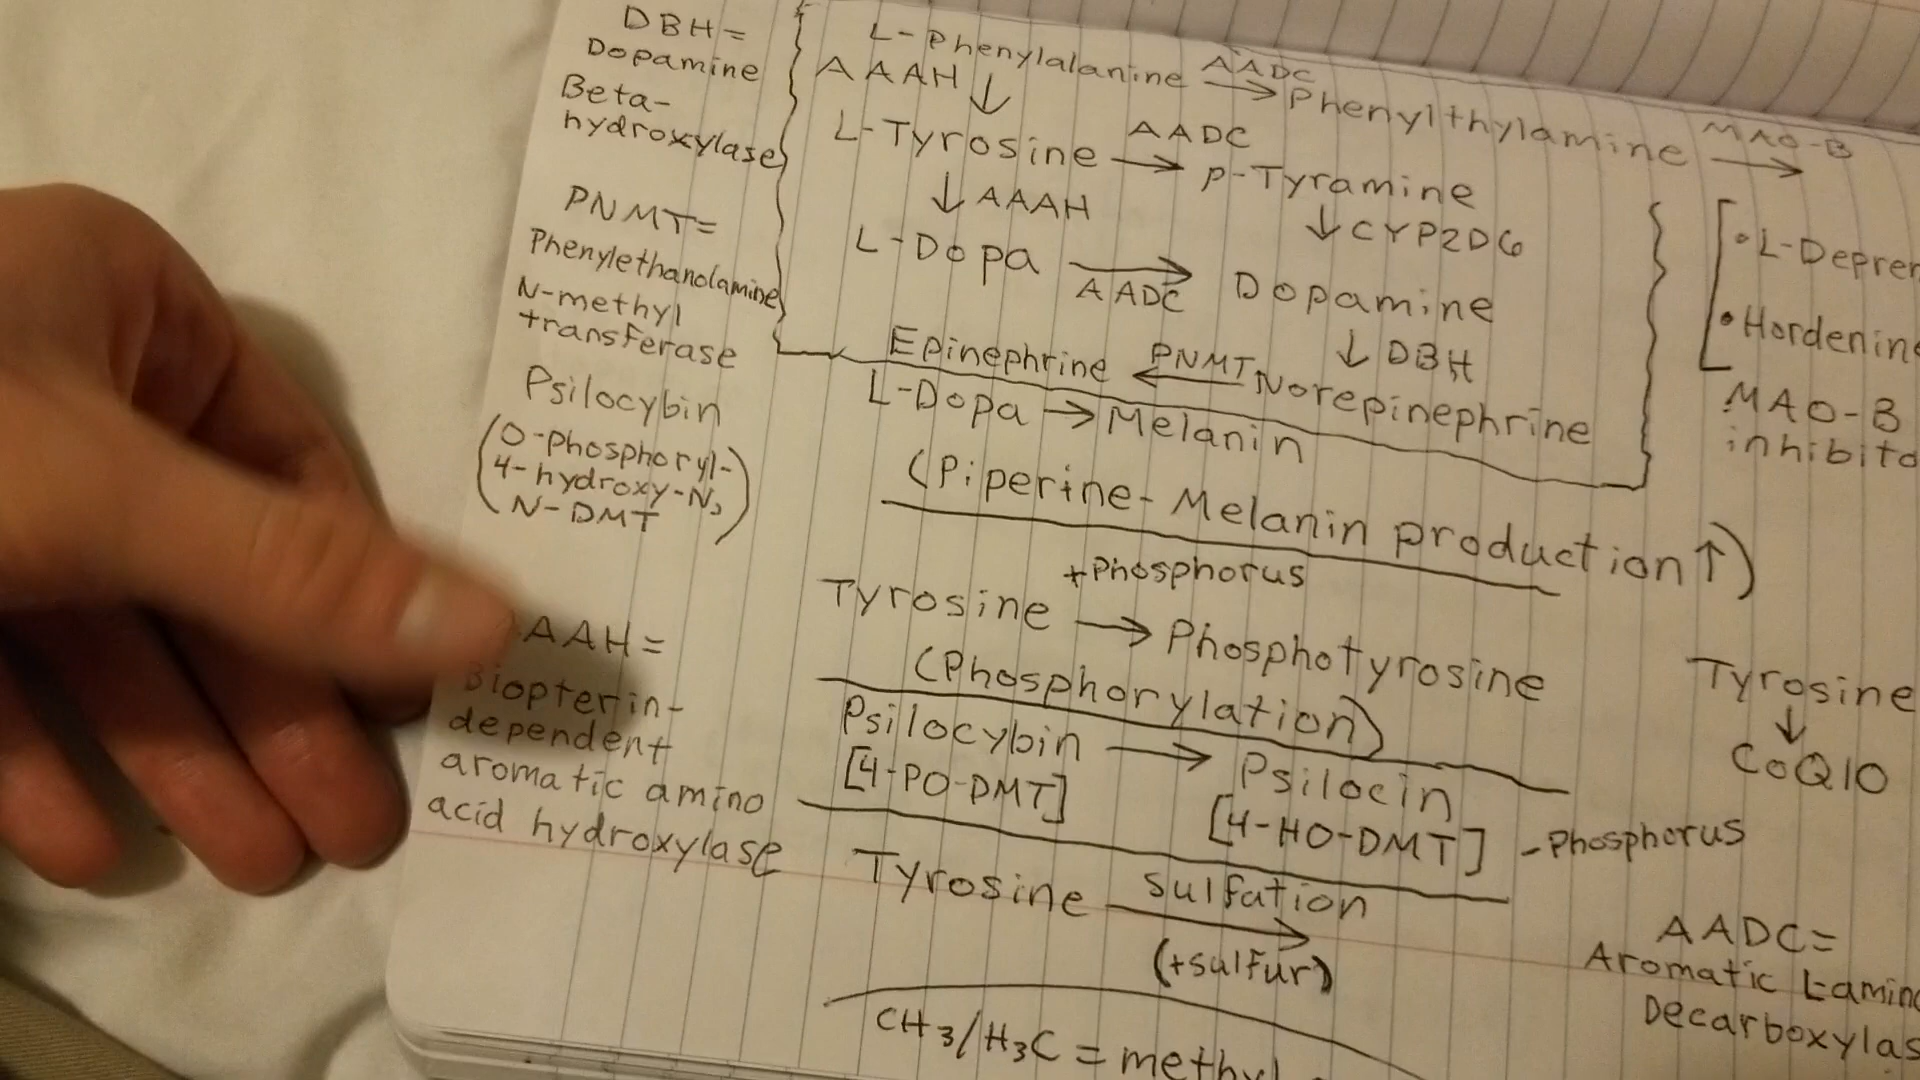 DBH=
Dopamine
Beta-
hydroxylase
PNMT=
Phenylethanolamine
N-methyl
transferase
Psilocybin
(O-phosphoryl-
4-hydroxy-N,
N-DMT)
AAAH=
Biopterin-
dependent
aromatic amino
acid hydroxylase
L-Phenylalanine AADC → Phenylthylamine MAO-B →
AAAH ↓
L-Tyrosine AADC → p-Tyramine
↓ AAAH ↓ CYP2D6
L-Dopa → AADC Dopamine
↓ DBH
Epinephrine ← PNMT Norepinephrine
L-Dopa → Melanin
(Piperine- Melanin production ↑)
Tyrosine +Phosphorus → Phosphotyrosine
(Phosphorylation)
Psilocybin → Psilocin
[4-PO-DMT] [4-HO-DMT] -Phosphorus
Tyrosine sulfation →
(+sulfur)
CH3/H3C = methyl
• L-Depren
• Hordenine
MAO-B
inhibito
Tyrosine
↓
CoQ10
AADC=
Aromatic L-amino
Decarboxylas